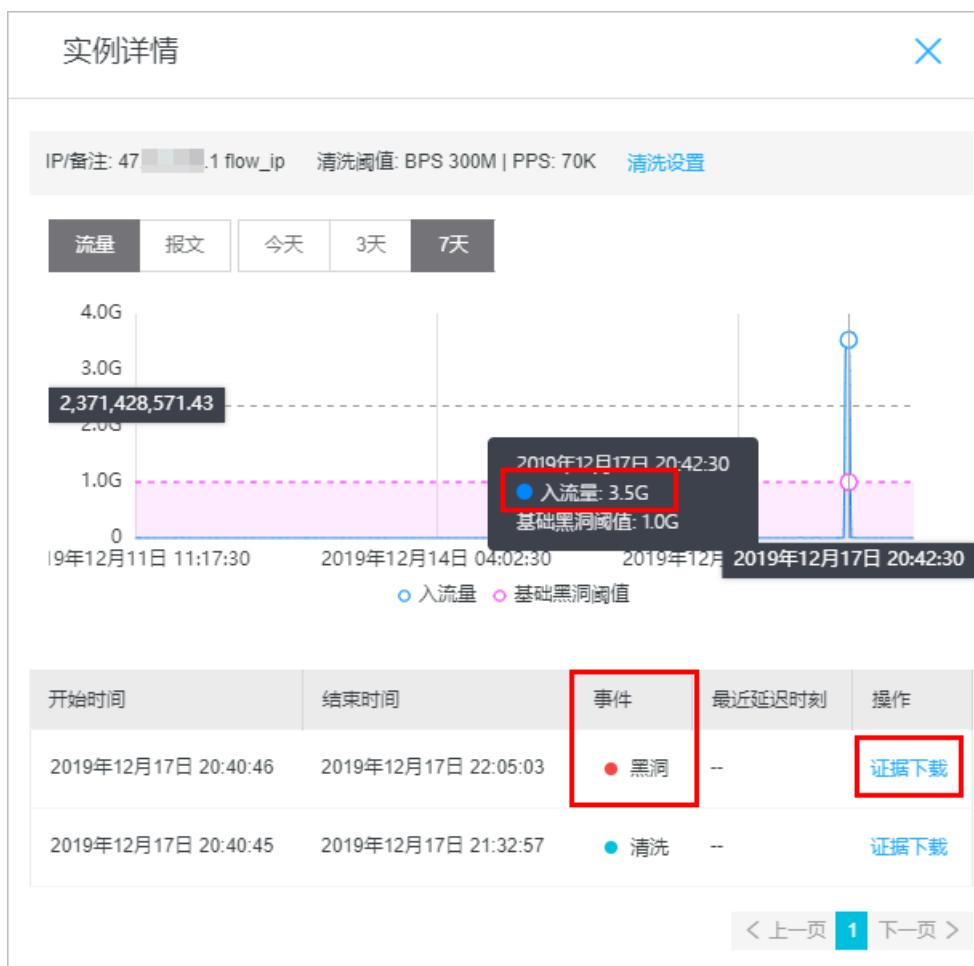 实例详情
IP/备注: 47. .1 flow_ip 清洗阈值: BPS 300M | PPS: 70K 清洗设置
流量 报文 今天 3天 7天
4.0G
3.0G
2,371,428,571.43
2.0G
2019年12月17日 20:42:30
1.0G
入流量: 3.5G
基础黑洞阈值: 1.0G
0
19年12月11日 11:17:30 2019年12月14日 04:02:30 2019年12月 2019年12月17日 20:42:30
入流量 基础黑洞阈值
开始时间 结束时间 事件 最近延迟时刻 操作
2019年12月17日 20:40:46 2019年12月17日 22:05:03 黑洞 -- 证据下载
2019年12月17日 20:40:45 2019年12月17日 21:32:57 清洗 -- 证据下载
< 上一页 1 下一页 >